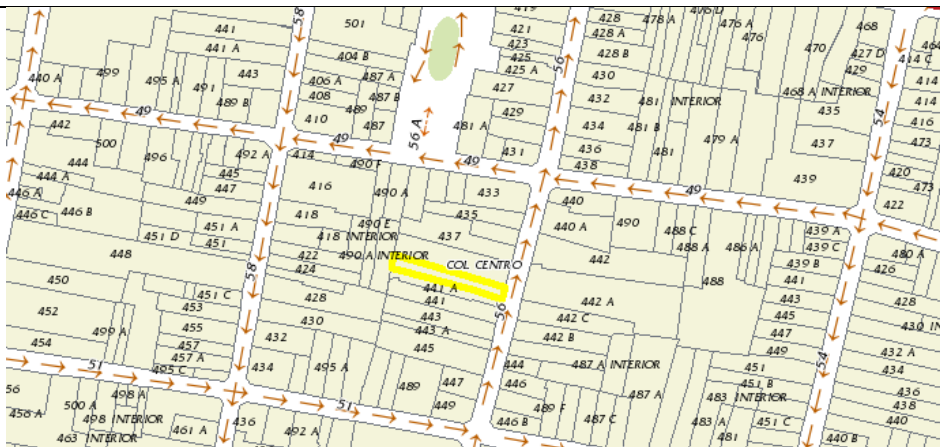 441
58
501
421
428
478 A
476 D
476 A
468
441 A
404 B
423
428 A
476
470
427 D
425
428 B
429
414 C
440 A
499
495 A
443
406 A
487 A
425 A
430
468 A INTERIOR
414
491
408
487 B
427
432
481 INTERIOR
435
489 B
489
56
54
416
49
410
487
56 A
481 A
429
434
481 B
479 A
473
442
49
431
436
481
437
500
496
492 A
414
490 F
49
438
439
420
444
445
416
490 A
433
440
49
473
444 A
447
422
446 A
449
418
490 E
435
440 A
490
488 C
439 A
446 C
446 B
451 A
418 INTERIOR
437
488 A
486 A
439 C
451 D
451
422
490 A INTERIOR
442
439 B
480 A
448
424
COL CENTRO
488
441
426
450
58
441 A
443
428
451 C
428
441
56
442 A
445
452
453
430
443
442 C
447
430 IN
499 A
455
443 A
442 B
449
454
457
432
445
432 A
51
457 A
495 C
434
495 A
444
487 A INTERIOR
451
54
434
56
489
447
446
451 B
436
498 A
51
449
489 F
487 A
483 INTERIOR
438
456 A
500 A
498 INTERIOR
436
446 B
487 C
483 A
451 C
440
463 INTERIOR
461 A
492 A
481
440 B